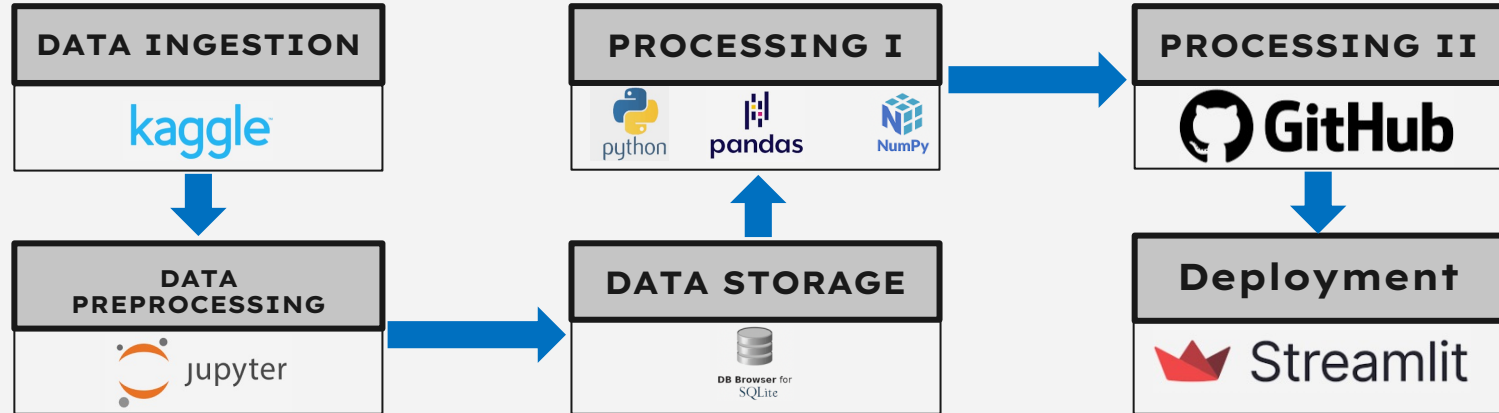 DATA INGESTION
kaggle
DATA
PREPROCESSING
jupyter
DATA STORAGE
DB Browser for
SQLite
PROCESSING I
python
pandas
NumPy
PROCESSING II
GitHub
Deployment
Streamlit